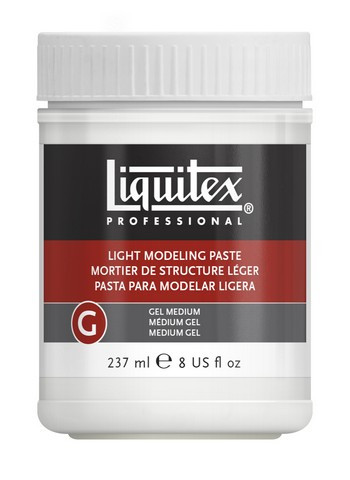 Liquitex®
PROFESSIONAL
LIGHT MODELING PASTE
MORTIER DE STRUCTURE LÉGER
PASTA PARA MODELAR LIGERA
G
GEL MEDIUM
MÉDIUM GEL
MEDIUM GEL
237 ml ℮ 8 US fl oz